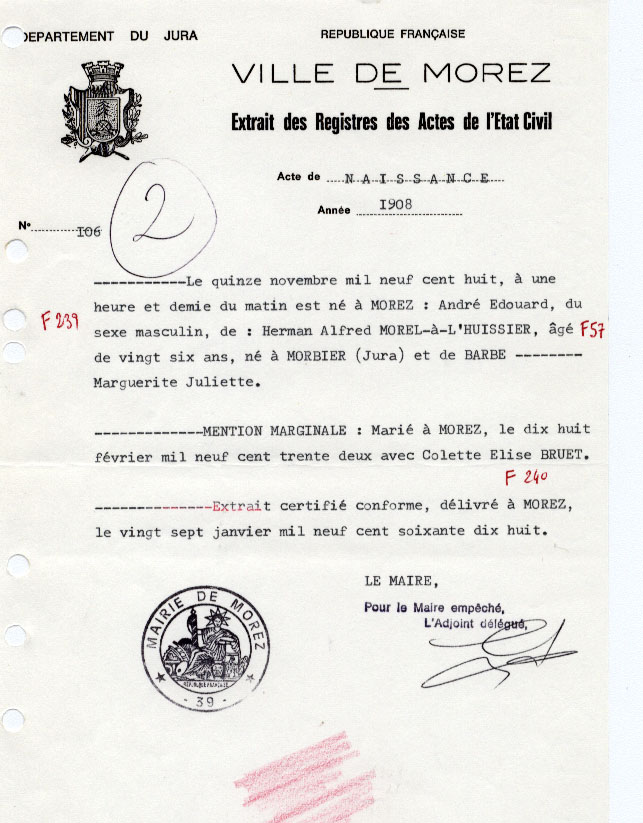 DEPARTEMENT DU JURA
REPUBLIQUE FRANÇAISE
VILLE DE MOREZ
Extrait des Registres des Actes de l'Etat Civil
Acte de NAISSANCE
Année I908
N° I06
2
-----------Le quinze novembre mil neuf cent huit, à une
heure et demie du matin est né à MOREZ : André Edouard, du
F 239
sexe masculin, de : Herman Alfred MOREL-à-L'HUISSIER, âgé F57
de vingt six ans, né à MORBIER (Jura) et de BARBE --------
Marguerite Juliette.
-------------MENTION MARGINALE : Marié à MOREZ, le dix huit
février mil neuf cent trente deux avec Colette Elise BRUET.
F 240
--------------Extrait certifié conforme, délivré à MOREZ,
le vingt sept janvier mil neuf cent soixante dix huit.
LE MAIRE,
Pour le Maire empêché,
L'Adjoint délégué,
MAIRIE DE MOREZ
REPUBLIQUE FRANÇAISE
- 39 -